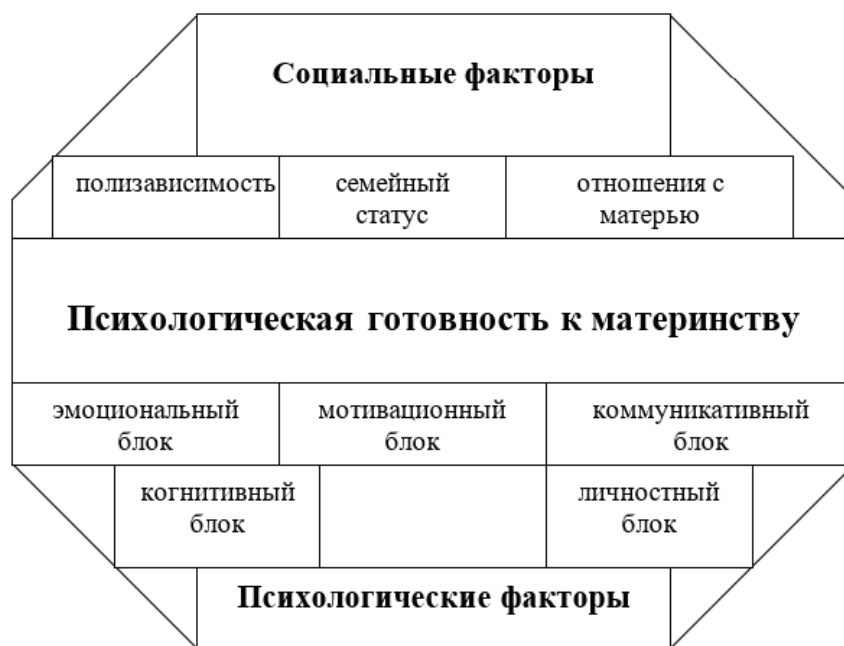 Социальные факторы
полизависимость
семейный
статус
отношения с
матерью
Психологическая готовность к материнству
эмоциональный
блок
мотивационный
блок
коммуникативный
блок
когнитивный
блок
личностный
блок
Психологические факторы